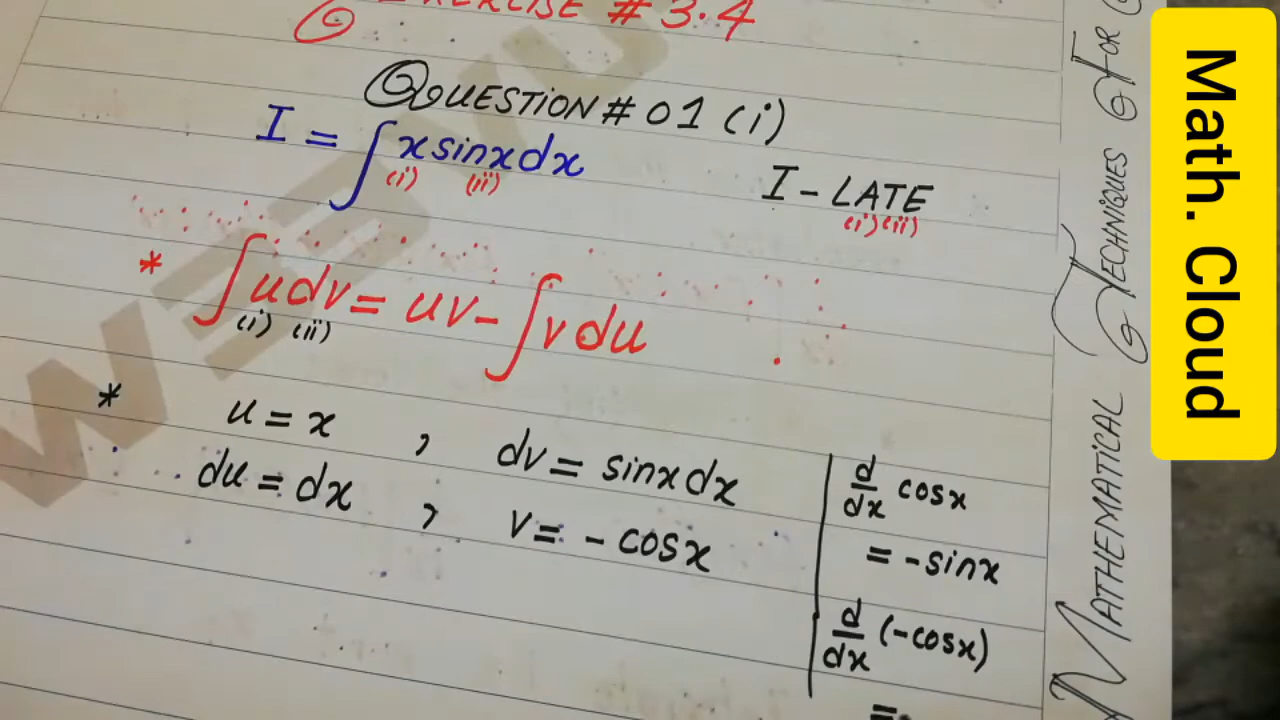 EXERCISE # 3.4
QUESTION # 01 (i)
I = ∫ x sinx dx
(i) (ii)
I - LATE
(i) (ii)
* ∫ u dv = uv - ∫ v du
(i) (ii)
* u = x , dv = sinx dx
du = dx , v = - cosx
d/dx cosx
= - sinx
d/dx (-cosx)
=
MATHEMATICAL TECHNIQUES FOR
Math. Cloud